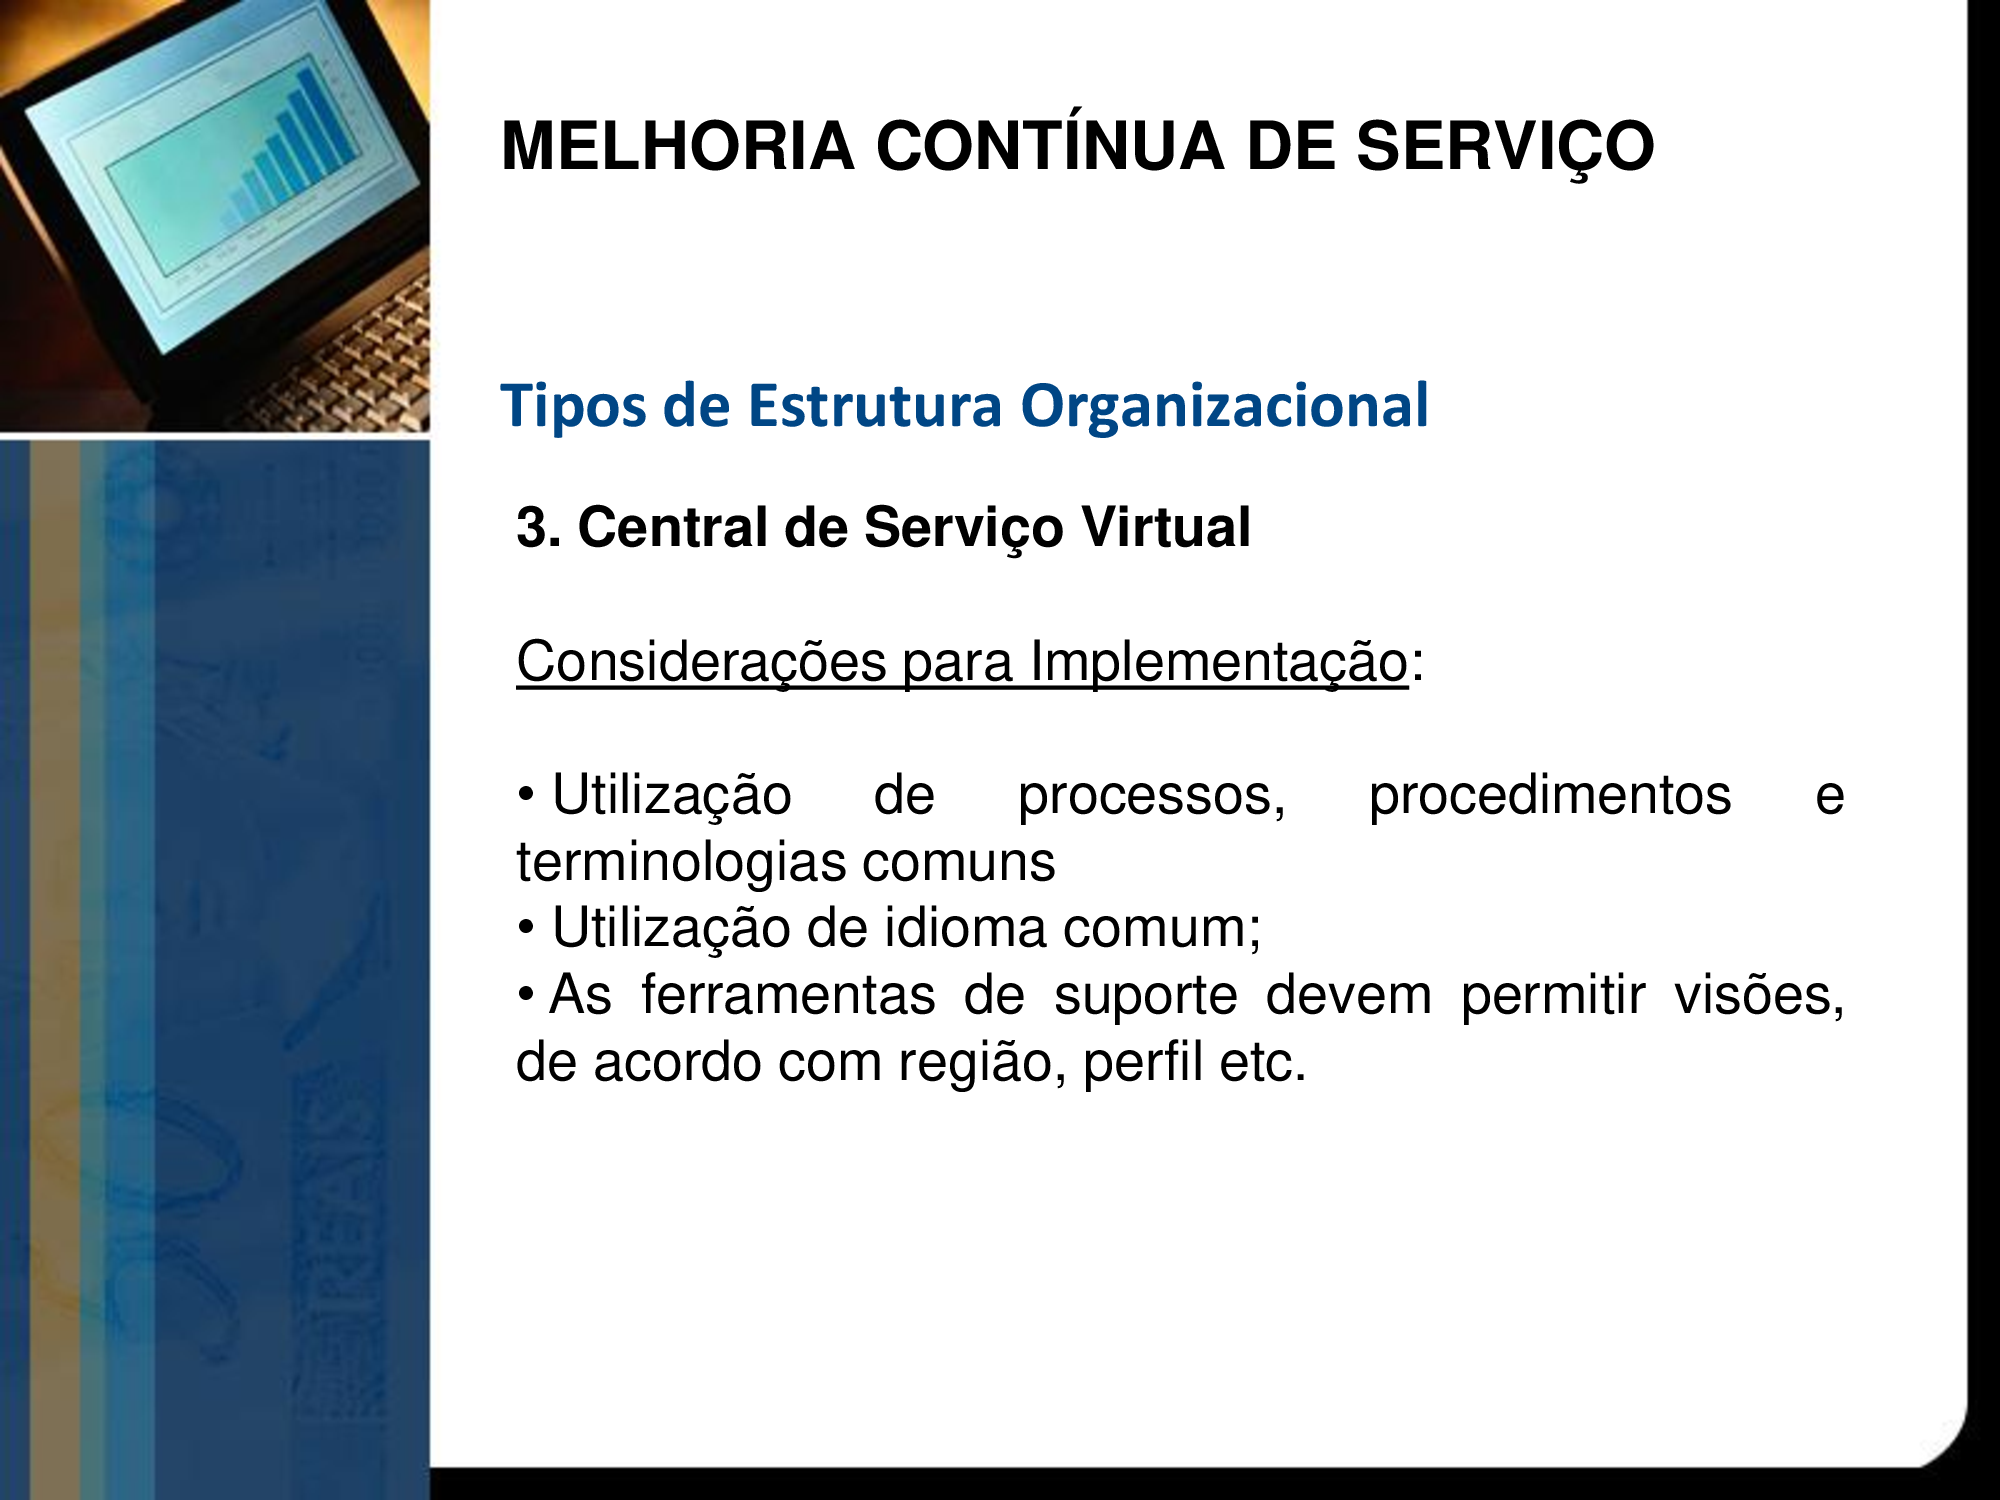 MELHORIA CONTÍNUA DE SERVIÇO
Tipos de Estrutura Organizacional
3. Central de Serviço Virtual
Considerações para Implementação:
• Utilização de processos, procedimentos e
terminologias comuns
• Utilização de idioma comum;
• As ferramentas de suporte devem permitir visões,
de acordo com região, perfil etc.
REAIS